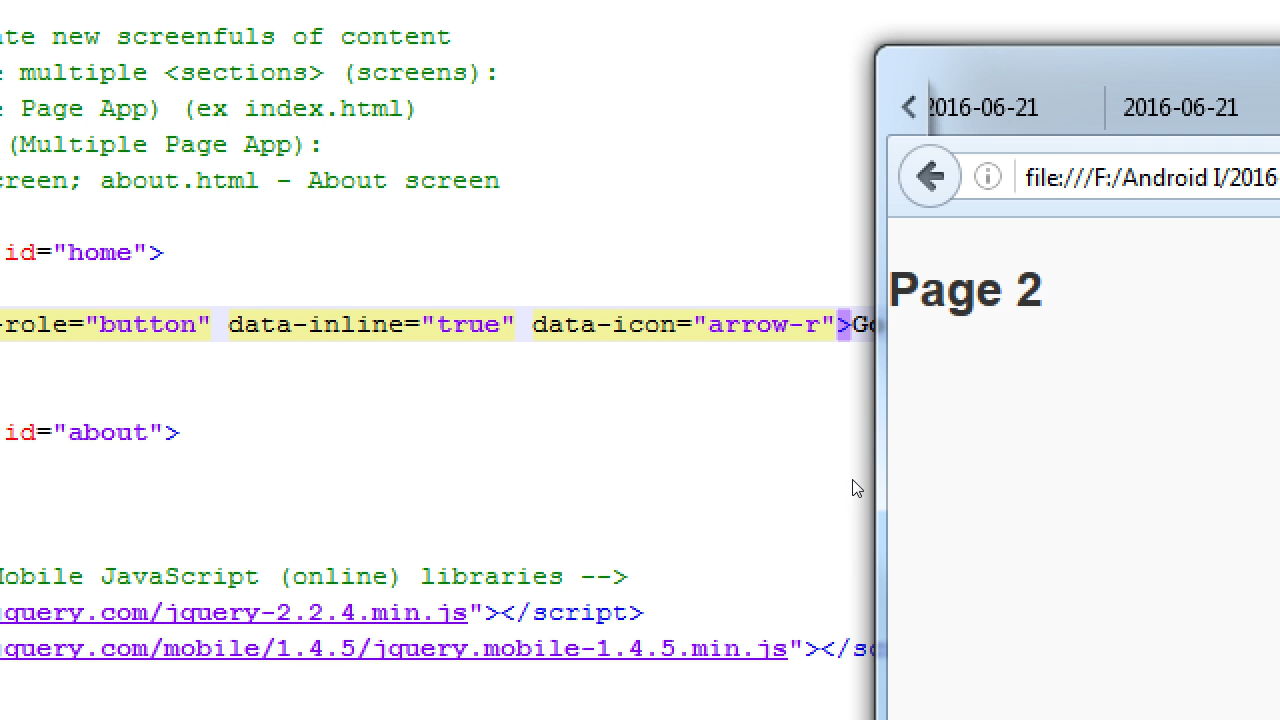 ate new screenfuls of content
multiple <sections> (screens):
Page App) (ex index.html)
(Multiple Page App):
creen; about.html - About screen
id="home">
-role="button" data-inline="true" data-icon="arrow-r">Go
id="about">
Mobile JavaScript (online) libraries -->
jquery.com/jquery-2.2.4.min.js"></script>
jquery.com/mobile/1.4.5/jquery.mobile-1.4.5.min.js"></sc
2016-06-21 2016-06-21
file:///F:/Android I/2016-
Page 2